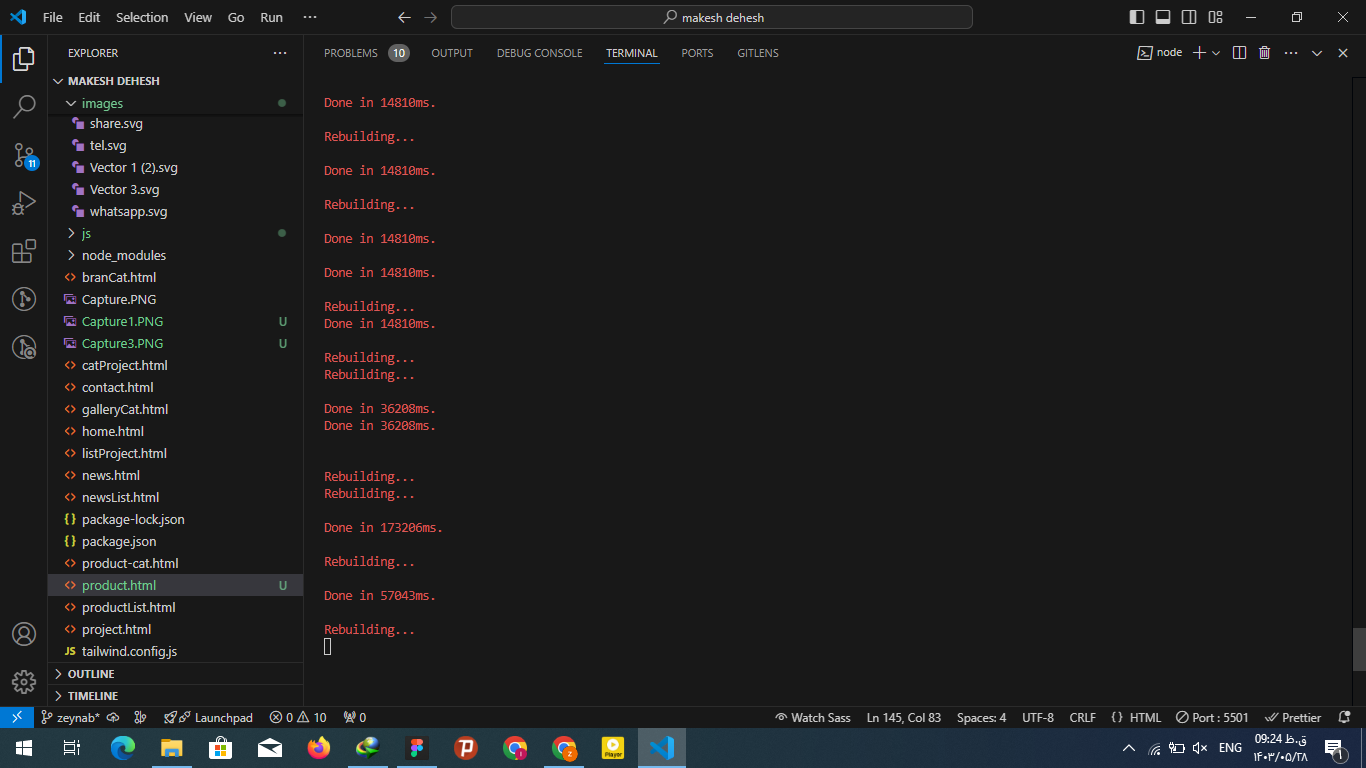 File Edit Selection View Go Run ··· makesh dehesh
EXPLORER ···
MAKESH DEHESH
images
share.svg
tel.svg
Vector 1 (2).svg
Vector 3.svg
whatsapp.svg
js
node_modules
branCat.html
Capture.PNG
Capture1.PNG U
Capture3.PNG U
catProject.html
contact.html
galleryCat.html
home.html
listProject.html
news.html
newsList.html
package-lock.json
package.json
product-cat.html
product.html U
productList.html
project.html
JS tailwind.config.js
OUTLINE
TIMELINE
11
PROBLEMS 10 OUTPUT DEBUG CONSOLE TERMINAL PORTS GITLENS node
Done in 14810ms.
Rebuilding...
Done in 14810ms.
Rebuilding...
Done in 14810ms.
Done in 14810ms.
Rebuilding...
Done in 14810ms.
Rebuilding...
Rebuilding...
Done in 36208ms.
Done in 36208ms.
Rebuilding...
Rebuilding...
Done in 173206ms.
Rebuilding...
Done in 57043ms.
Rebuilding...
zeynab* Launchpad 0 10 0 Watch Sass Ln 145, Col 83 Spaces: 4 UTF-8 CRLF {} HTML Port : 5501 Prettier
Player
ENG
09:24 ق.ظ
۱۴۰۳/۰۵/۲۸
1